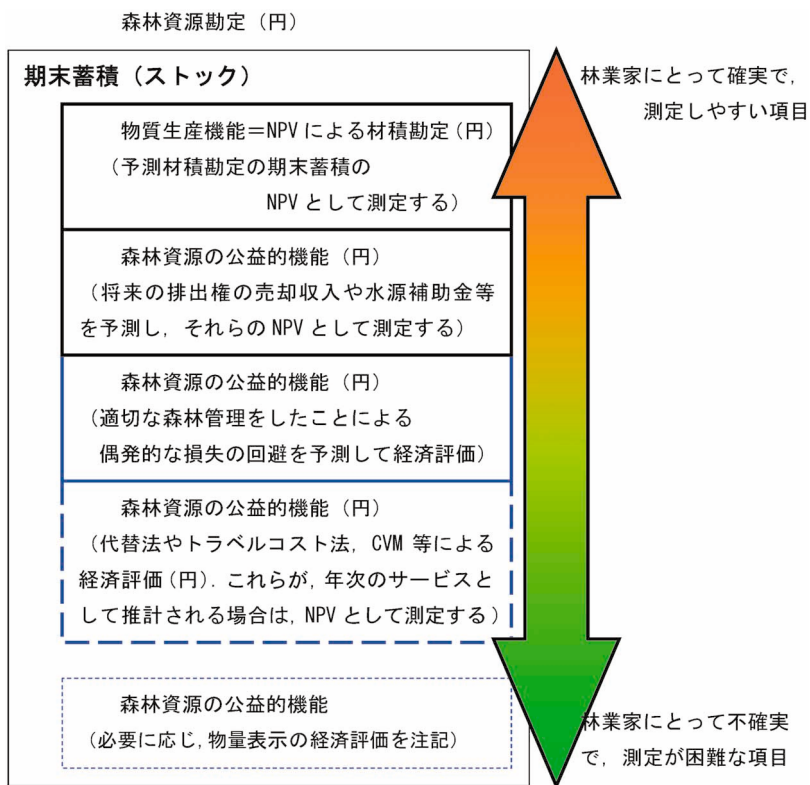 森林資源勘定（円）
期末蓄積（ストック）
物質生産機能＝NPVによる材積勘定（円）
（予測材積勘定の期末蓄積の
NPVとして測定する）
森林資源の公益的機能（円）
（将来の排出権の売却収入や水源補助金等
を予測し，それらのNPVとして測定する）
森林資源の公益的機能（円）
（適切な森林管理をしたことによる
偶発的な損失の回避を予測して経済評価）
森林資源の公益的機能（円）
（代替法やトラベルコスト法，CVM等による
経済評価（円）．これらが，年次のサービスと
して推計される場合は，NPVとして測定する）
森林資源の公益的機能
（必要に応じ，物量表示の経済評価を注記）
林業家にとって確実で，
測定しやすい項目
林業家にとって不確実
で，測定が困難な項目